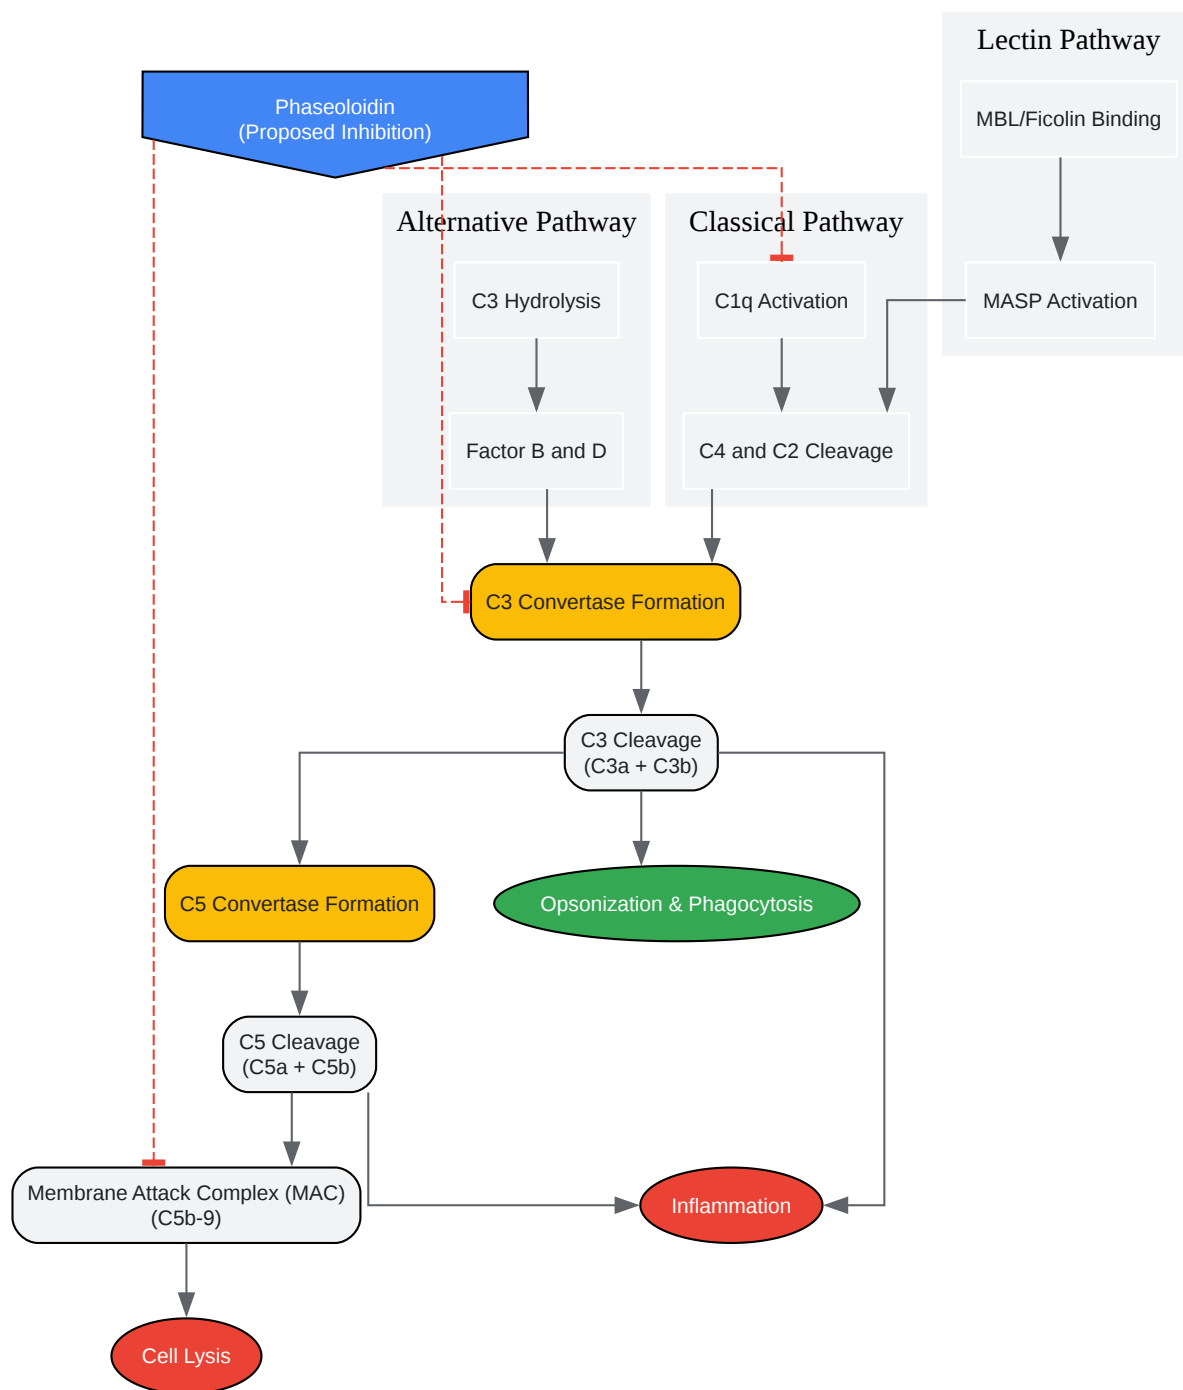 Lectin Pathway
Phaseoloidin
(Proposed Inhibition)
MBL/Ficolin Binding
Alternative Pathway
Classical Pathway
C3 Hydrolysis
C1q Activation
MASP Activation
Factor B and D
C4 and C2 Cleavage
C3 Convertase Formation
C3 Cleavage
(C3a + C3b)
C5 Convertase Formation
Opsonization & Phagocytosis
C5 Cleavage
(C5a + C5b)
Membrane Attack Complex (MAC)
(C5b-9)
Inflammation
Cell Lysis